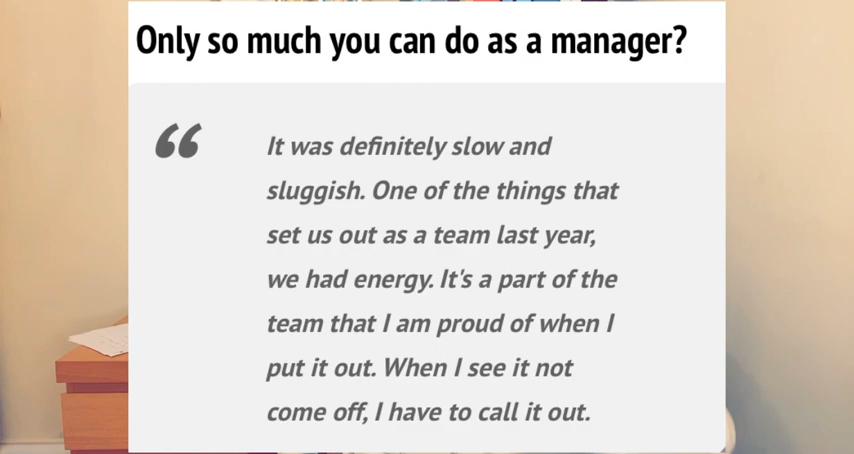 Only so much you can do as a manager?
“
It was definitely slow and
sluggish. One of the things that
set us out as a team last year,
we had energy. It's a part of the
team that I am proud of when I
put it out. When I see it not
come off, I have to call it out.